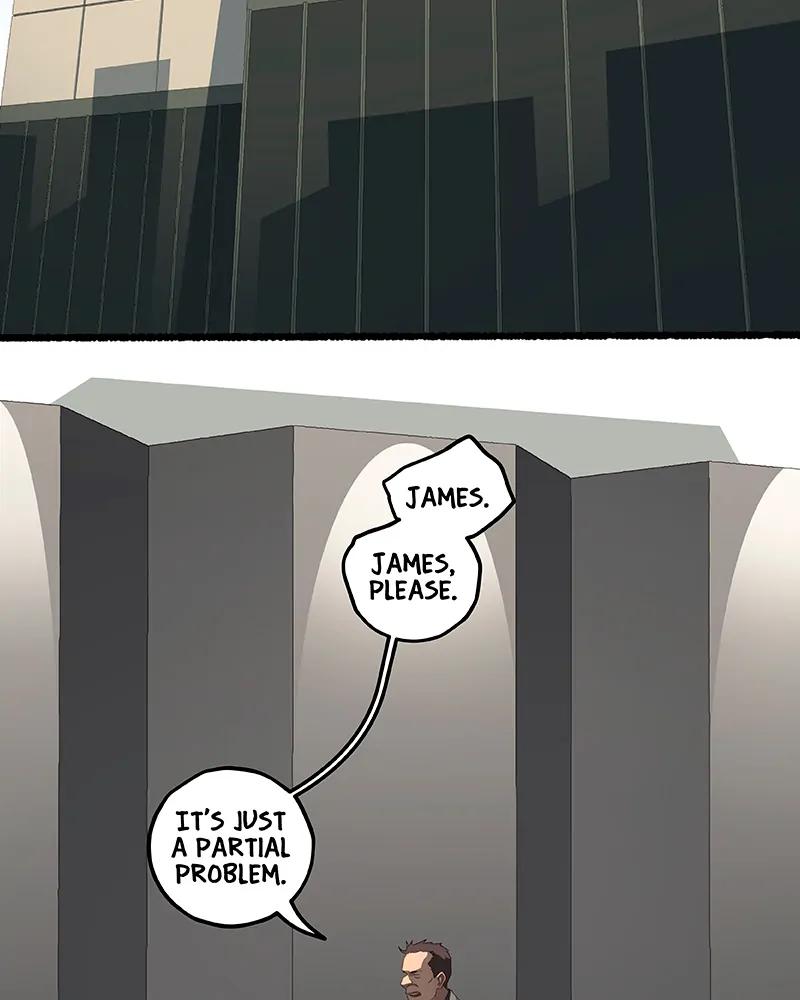 JAMES.
JAMES,
PLEASE.
IT'S JUST
A PARTIAL
PROBLEM.